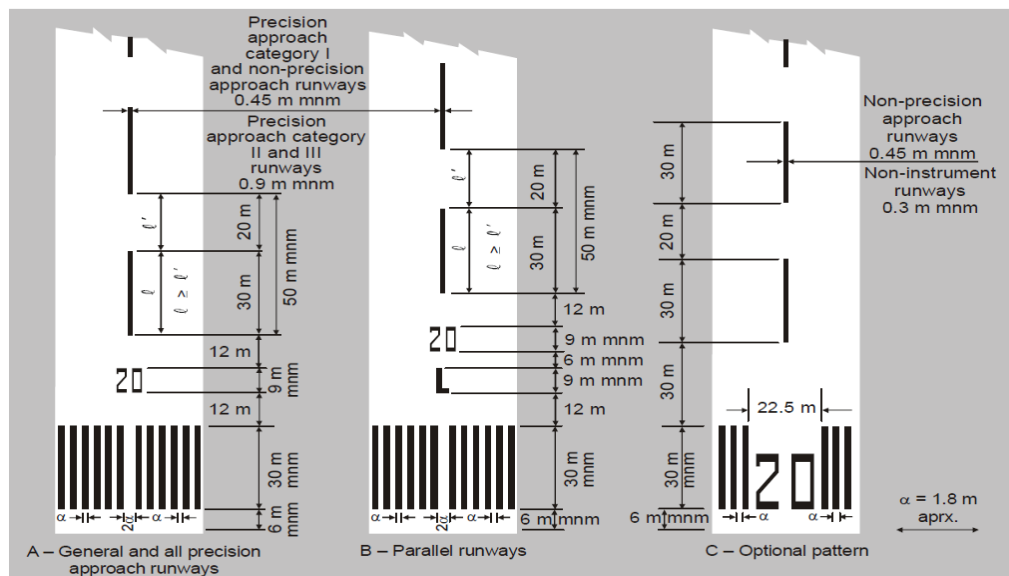 Precision
approach
category I
and non-precision
approach runways
0.45 m mnm
Precision
approach category
II and III
runways
0.9 m mnm
ℓ′
20 m
ℓ
ℓ ≥ ℓ′
30 m
50 m mnm
12 m
20
9 m
mnm
12 m
30 m
mnm
α
2α
α
6 m
mnm
A – General and all precision
approach runways
ℓ′
20 m
ℓ
ℓ ≥ ℓ′
30 m
50 m mnm
12 m
20
9 m mnm
6 m mnm
L
9 m mnm
12 m
30 m
mnm
α
2α
α
6 m mnm
B – Parallel runways
Non-precision
approach
runways
0.45 m mnm
Non-instrument
runways
0.3 m mnm
30 m
20 m
30 m
30 m
22.5 m
20
30 m
mnm
6 m mnm
α
α
α = 1.8 m
aprx.
C – Optional pattern